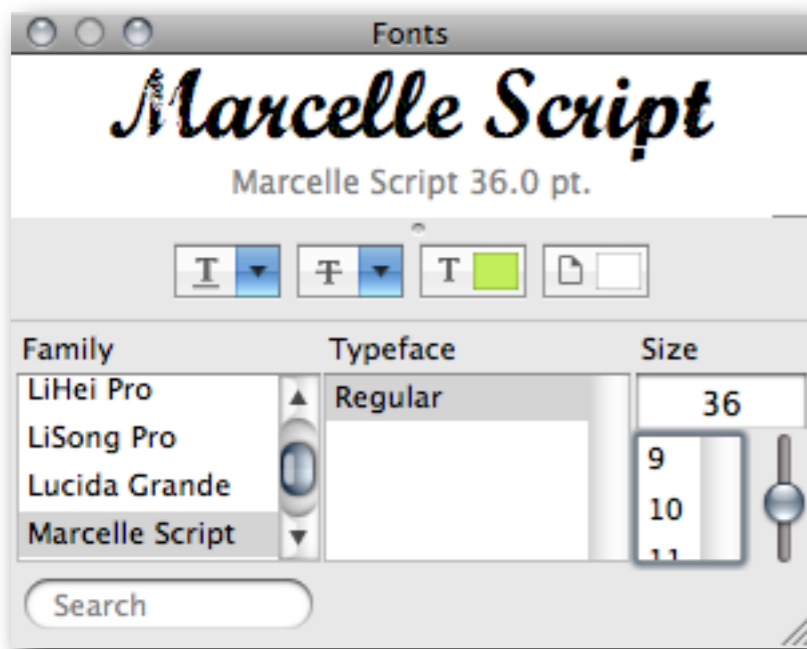 Fonts
Marcelle Script
Marcelle Script 36.0 pt.
T T T
Family Typeface Size
LiHei Pro
LiSong Pro
Lucida Grande
Marcelle Script
Regular
36
9
10
11
Search